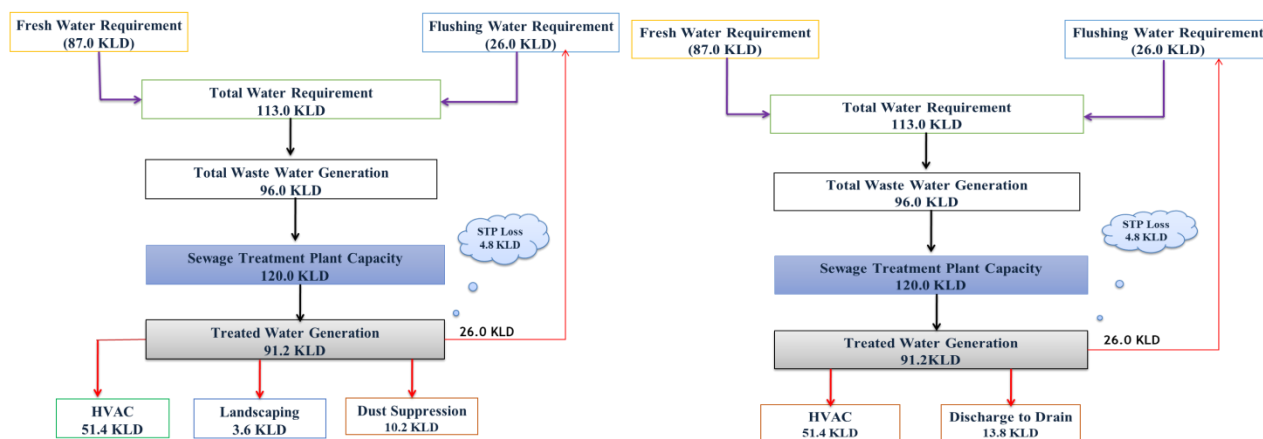 Fresh Water Requirement
(87.0 KLD)
Flushing Water Requirement
(26.0 KLD)
Total Water Requirement
113.0 KLD
Total Waste Water Generation
96.0 KLD
STP Loss
4.8 KLD
Sewage Treatment Plant Capacity
120.0 KLD
Treated Water Generation
91.2 KLD
26.0 KLD
HVAC
51.4 KLD
Landscaping
3.6 KLD
Dust Suppression
10.2 KLD
Fresh Water Requirement
(87.0 KLD)
Flushing Water Requirement
(26.0 KLD)
Total Water Requirement
113.0 KLD
Total Waste Water Generation
96.0 KLD
STP Loss
4.8 KLD
Sewage Treatment Plant Capacity
120.0 KLD
Treated Water Generation
91.2KLD
26.0 KLD
HVAC
51.4 KLD
Discharge to Drain
13.8 KLD